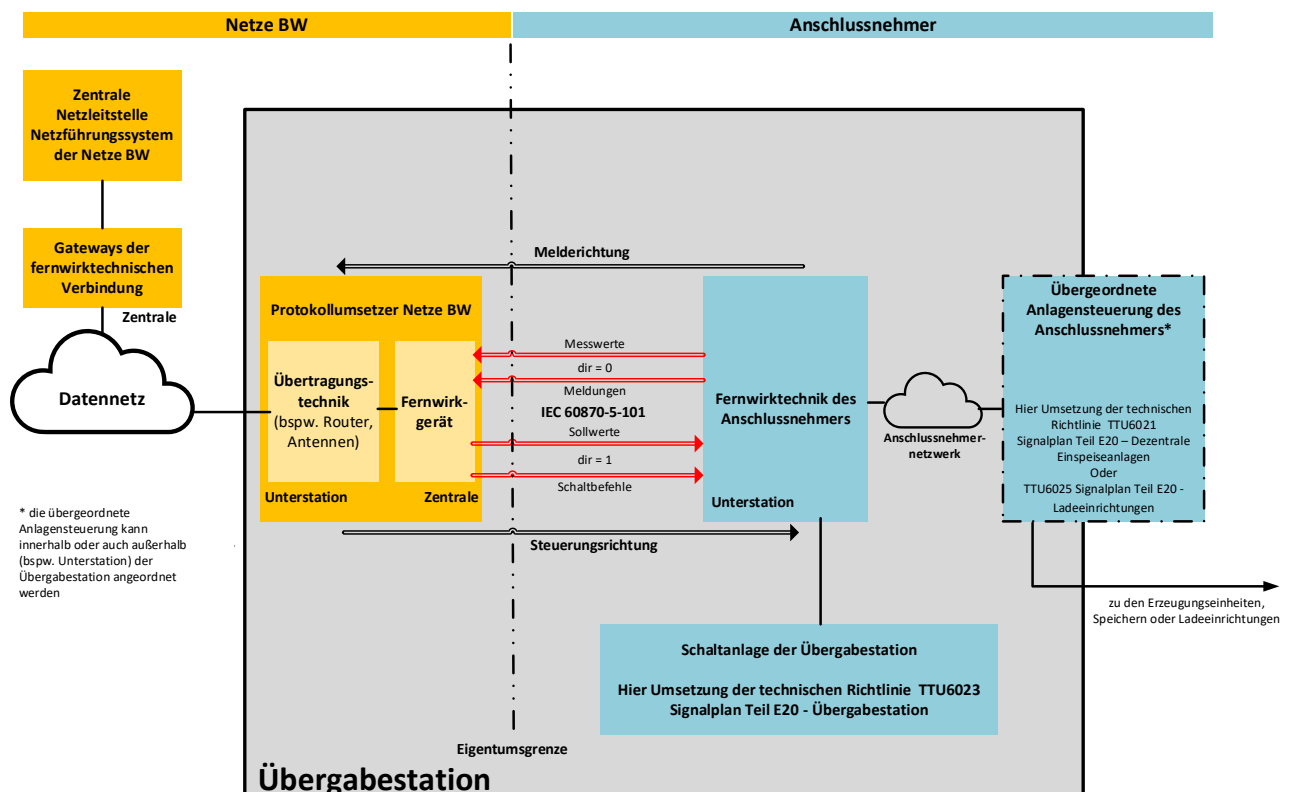 Netze BW
Anschlussnehmer
Zentrale
Netzleitstelle
Netzführungssystem
der Netze BW
Gateways der
fernwirktechnischen
Verbindung
Zentrale
Datennetz
* die übergeordnete
Anlagensteuerung kann
innerhalb oder auch außerhalb
(bspw. Unterstation) der
Übergabestation angeordnet
werden
Melderichtung
Protokollumsetzer Netze BW
Übertragungs-
technik
(bspw. Router,
Antennen)
Fernwirk-
gerät
Unterstation
Zentrale
Messwerte
dir = 0
Meldungen
IEC 60870-5-101
Sollwerte
dir = 1
Schaltbefehle
Steuerungsrichtung
Fernwirktechnik des
Anschlussnehmers
Unterstation
Anschlussnehmer-
netzwerk
Übergeordnete
Anlagensteuerung des
Anschlussnehmers*
Hier Umsetzung der technischen
Richtlinie TTU6021
Signalplan Teil E20 – Dezentrale
Einspeiseanlagen
Oder
TTU6025 Signalplan Teil E20 -
Ladeeinrichtungen
zu den Erzeugungseinheiten,
Speichern oder Ladeeinrichtungen
Schaltanlage der Übergabestation
Hier Umsetzung der technischen Richtlinie TTU6023
Signalplan Teil E20 - Übergabestation
Eigentumsgrenze
Übergabestation